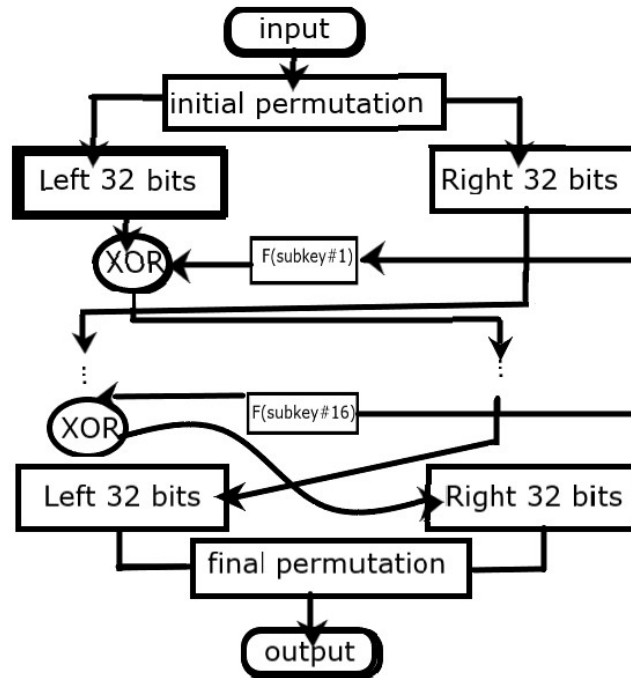 input
initial permutation
Left 32 bits
Right 32 bits
XOR
F(subkey#1)
...
...
F(subkey#16)
XOR
Left 32 bits
Right 32 bits
final permutation
output